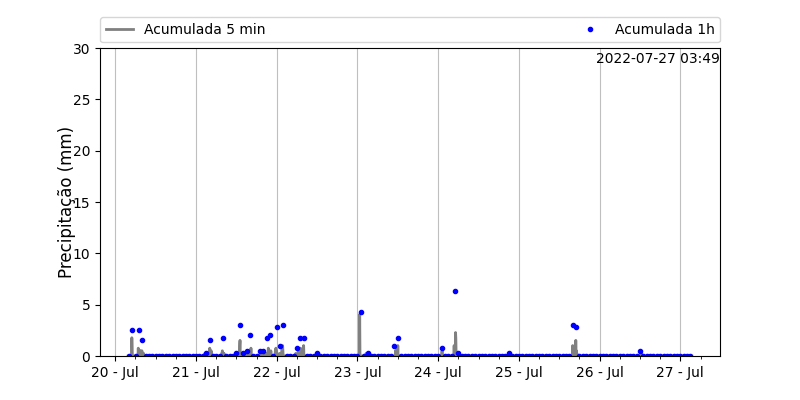 Acumulada 5 min
Acumulada 1h
2022-07-27 03:49
Precipitação (mm)
30
25
20
15
10
5
0
20 - Jul
21 - Jul
22 - Jul
23 - Jul
24 - Jul
25 - Jul
26 - Jul
27 - Jul